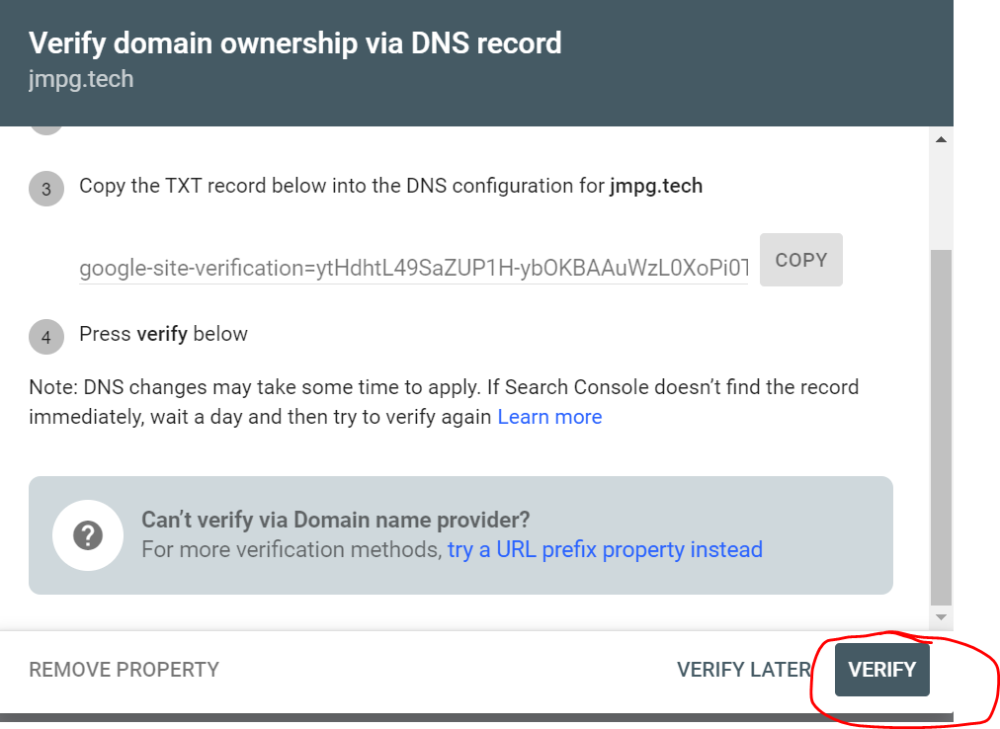 Verify domain ownership via DNS record
jmpg.tech
3 Copy the TXT record below into the DNS configuration for jmpg.tech
google-site-verification=ytHdhtL49SaZUP1H-ybOKBAAuWzL0XoPi0T
COPY
4 Press verify below
Note: DNS changes may take some time to apply. If Search Console doesn’t find the record
immediately, wait a day and then try to verify again Learn more
?
Can’t verify via Domain name provider?
For more verification methods, try a URL prefix property instead
REMOVE PROPERTY VERIFY LATER VERIFY